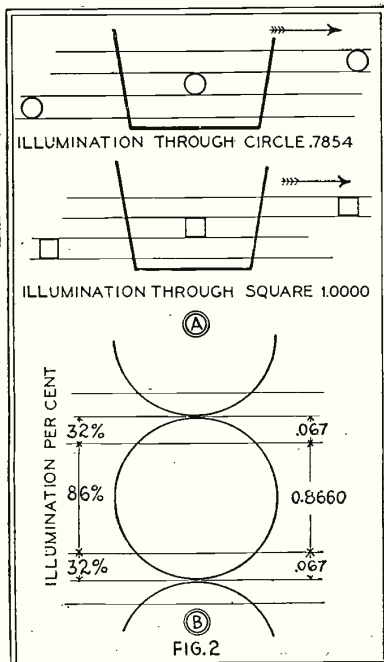 ILLUMINATION THROUGH CIRCLE .7854
ILLUMINATION THROUGH SQUARE 1.0000
A
ILLUMINATION PER CENT
32% .067
86% 0.8660
32% .067
B
FIG. 2